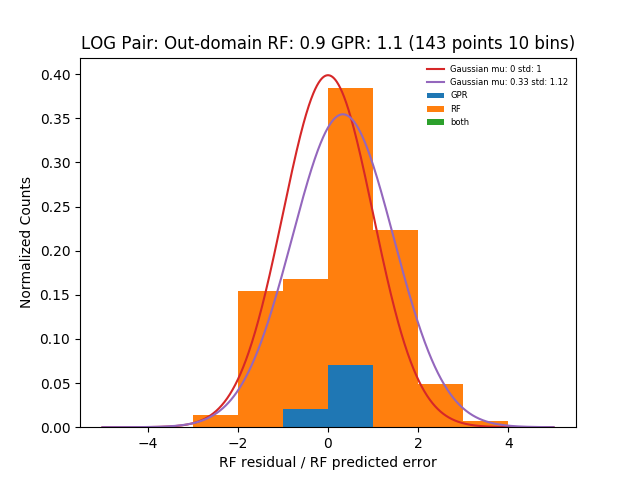 LOG Pair: Out-domain RF: 0.9 GPR: 1.1 (143 points 10 bins)
Gaussian mu: 0 std: 1
Gaussian mu: 0.33 std: 1.12
GPR
RF
both
Normalized Counts
0.40
0.35
0.30
0.25
0.20
0.15
0.10
0.05
0.00
−4 −2 0 2 4
RF residual / RF predicted error